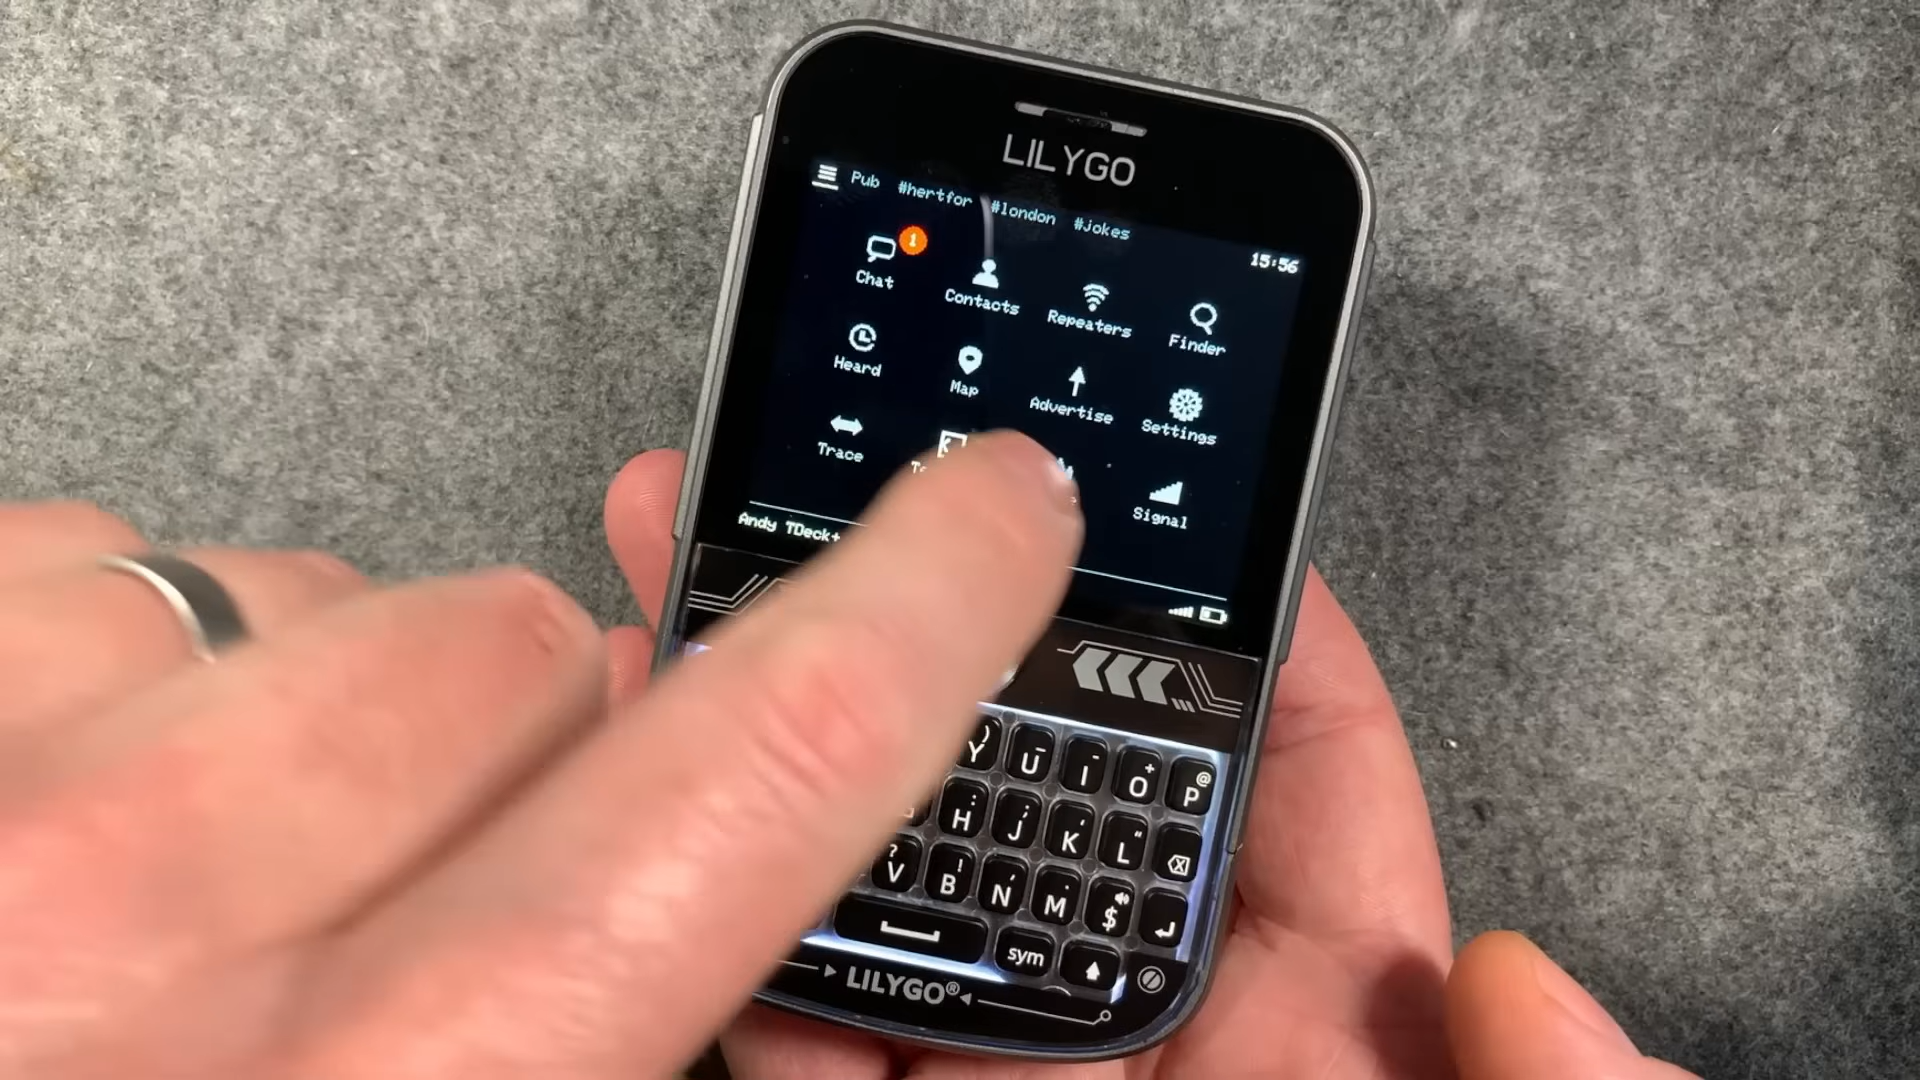 LILYGO
Pub #hertfor #london #jokes
15:56
1
Chat Contacts Repeaters Finder
Heard Map Advertise Settings
Trace Signal
Andy TDeck+
) Y _ U - I + O @ P
: H ; J ' K " L
? V ! B , N . M $
sym
LILYGO®